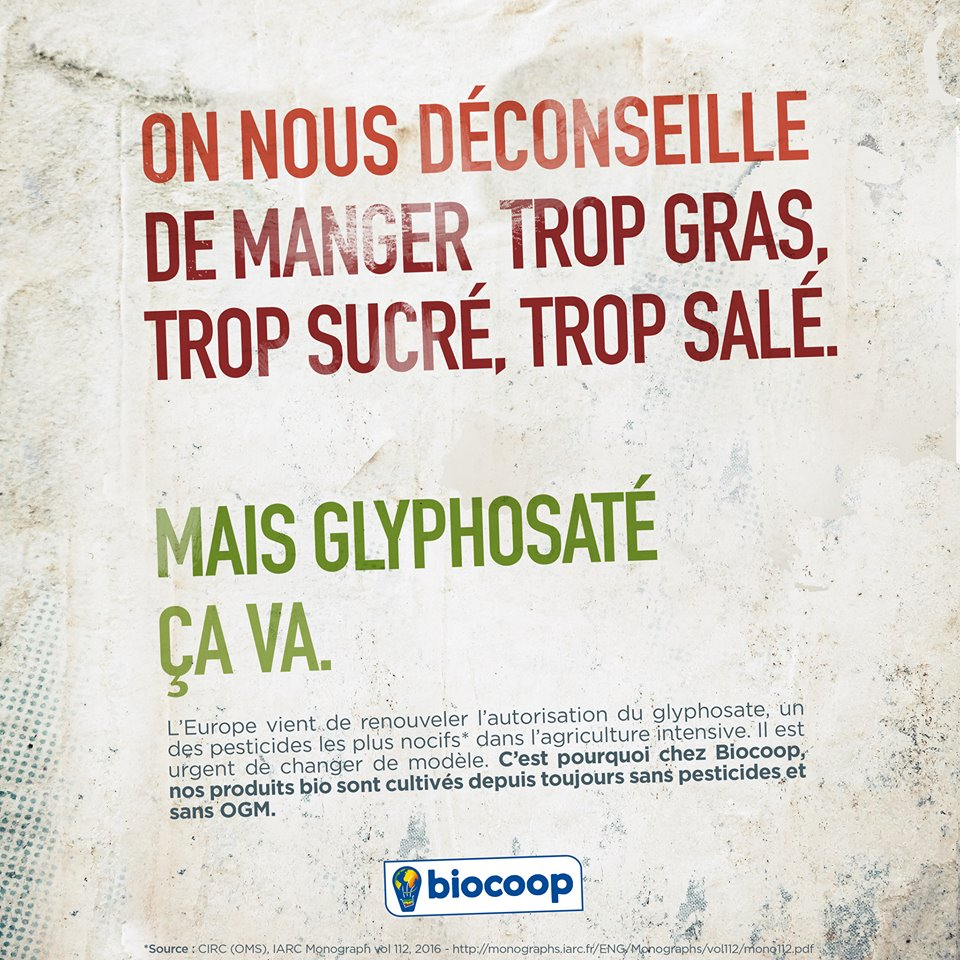 ON NOUS DÉCONSEILLE
DE MANGER TROP GRAS,
TROP SUCRÉ, TROP SALÉ.
MAIS GLYPHOSATÉ
ÇA VA.
L'Europe vient de renouveler l'autorisation du glyphosate, un
des pesticides les plus nocifs* dans l'agriculture intensive. Il est
urgent de changer de modèle. C'est pourquoi chez Biocoop,
nos produits bio sont cultivés depuis toujours sans pesticides et
sans OGM.
biocoop
*Source : CIRC (OMS), IARC Monograph vol 112, 2016 - http://monographs.iarc.fr/ENG/Monographs/vol112/mono112.pdf